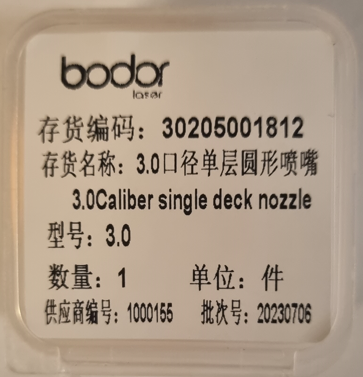 bodor
laser
存货编码：30205001812
存货名称：3.0口径单层圆形喷嘴
3.0Caliber single deck nozzle
型号：3.0
数量：1 单位：件
供应商编号：1000155 批次号：20230706